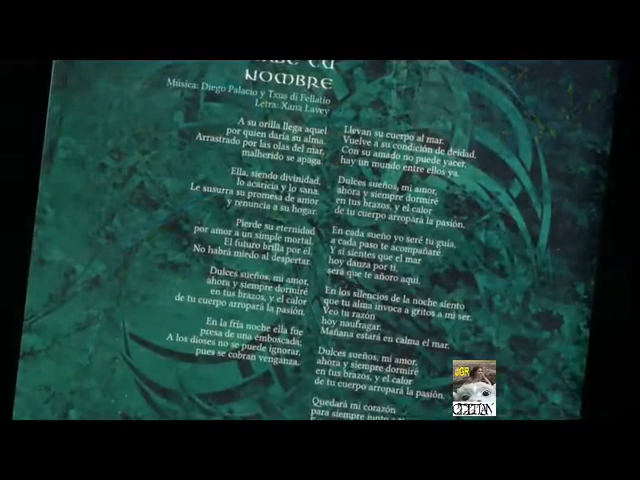 NOMBRE
Música: Diego Palacio y Txus di Fellatio
Letra: Xana Lavey
A su orilla llega aquel
por quien daría su alma.
Arrastrado por las olas del mar,
malherido se apaga.
Ella, siendo divinidad,
lo acaricia y lo sana.
Le susurra su promesa de amor
y renuncia a su hogar.
Pierde su eternidad
por amor a un simple mortal.
El futuro brilla por él.
No habrá miedo al despertar.
Dulces sueños, mi amor,
ahora y siempre dormiré
en tus brazos, y el calor
de tu cuerpo arropará la pasión.
En la fría noche ella fue
presa de una emboscada;
A los dioses no se puede ignorar,
pues se cobran venganza.
Llevan su cuerpo al mar.
Vuelve a su condición de deidad.
Con su amado no puede yacer,
hay un mundo entre ellos ya.
Dulces sueños, mi amor,
ahora y siempre dormiré
en tus brazos, y el calor
de tu cuerpo arropará la pasión.
En cada sueño yo seré tu guía,
a cada paso te acompañaré.
Y si sientes que el mar
hoy danza por ti,
será que te añoro aquí.
En los silencios de la noche siento
que tu alma invoca a gritos a mi ser.
Veo tu razón
hoy naufragar.
Mañana estará en calma el mar.
Dulces sueños, mi amor,
ahora y siempre dormiré
en tus brazos, y el calor
de tu cuerpo arropará la pasión.
Quedará mi corazón
para siempre junto
JGR